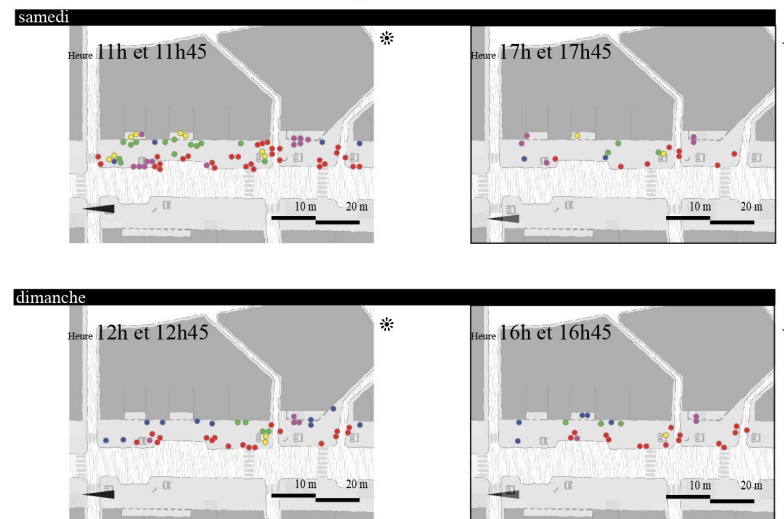 samedi
Heure 11h et 11h45
Heure 17h et 17h45
10 m 20 m
10 m 20 m
dimanche
Heure 12h et 12h45
Heure 16h et 16h45
10 m 20 m
10 m 20 m